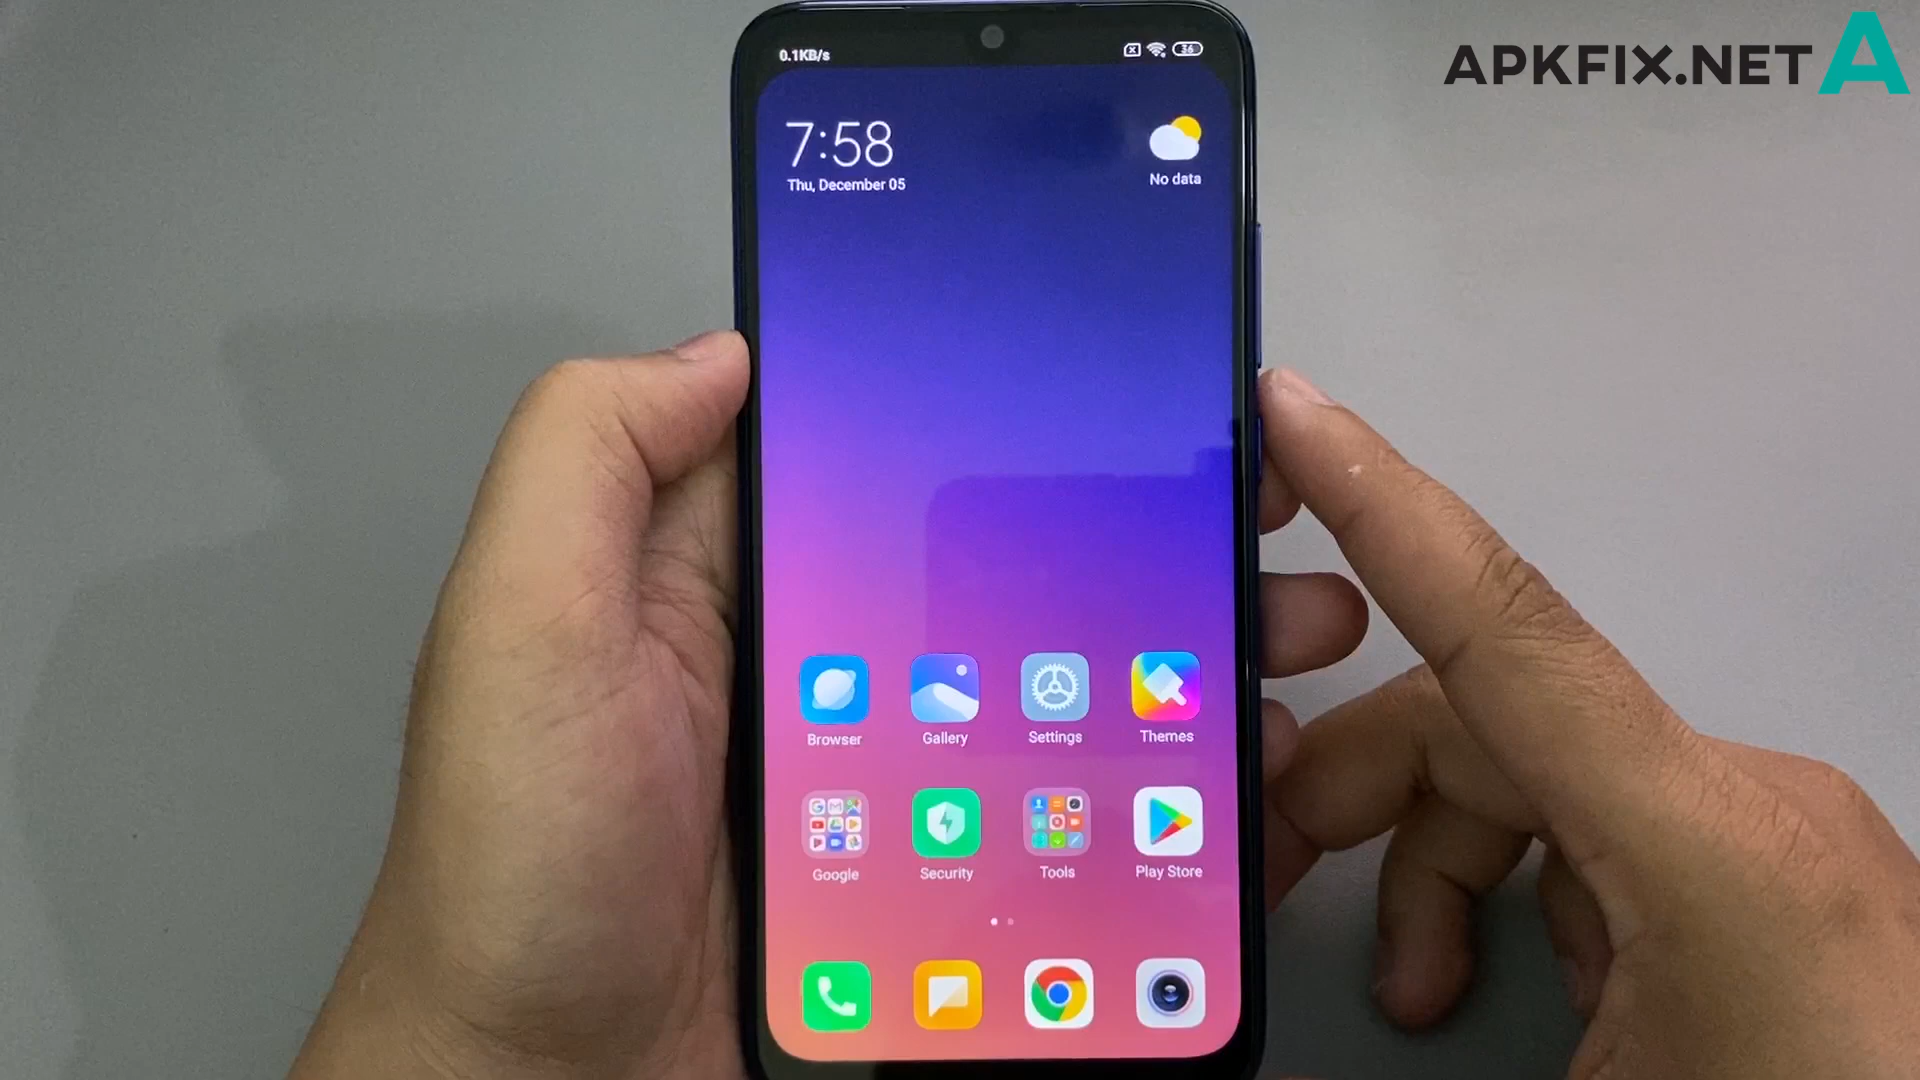 APKFIX.NET A
0.1KB/s
36
7:58
Thu, December 05
No data
Browser
Gallery
Settings
Themes
Google
Security
Tools
Play Store